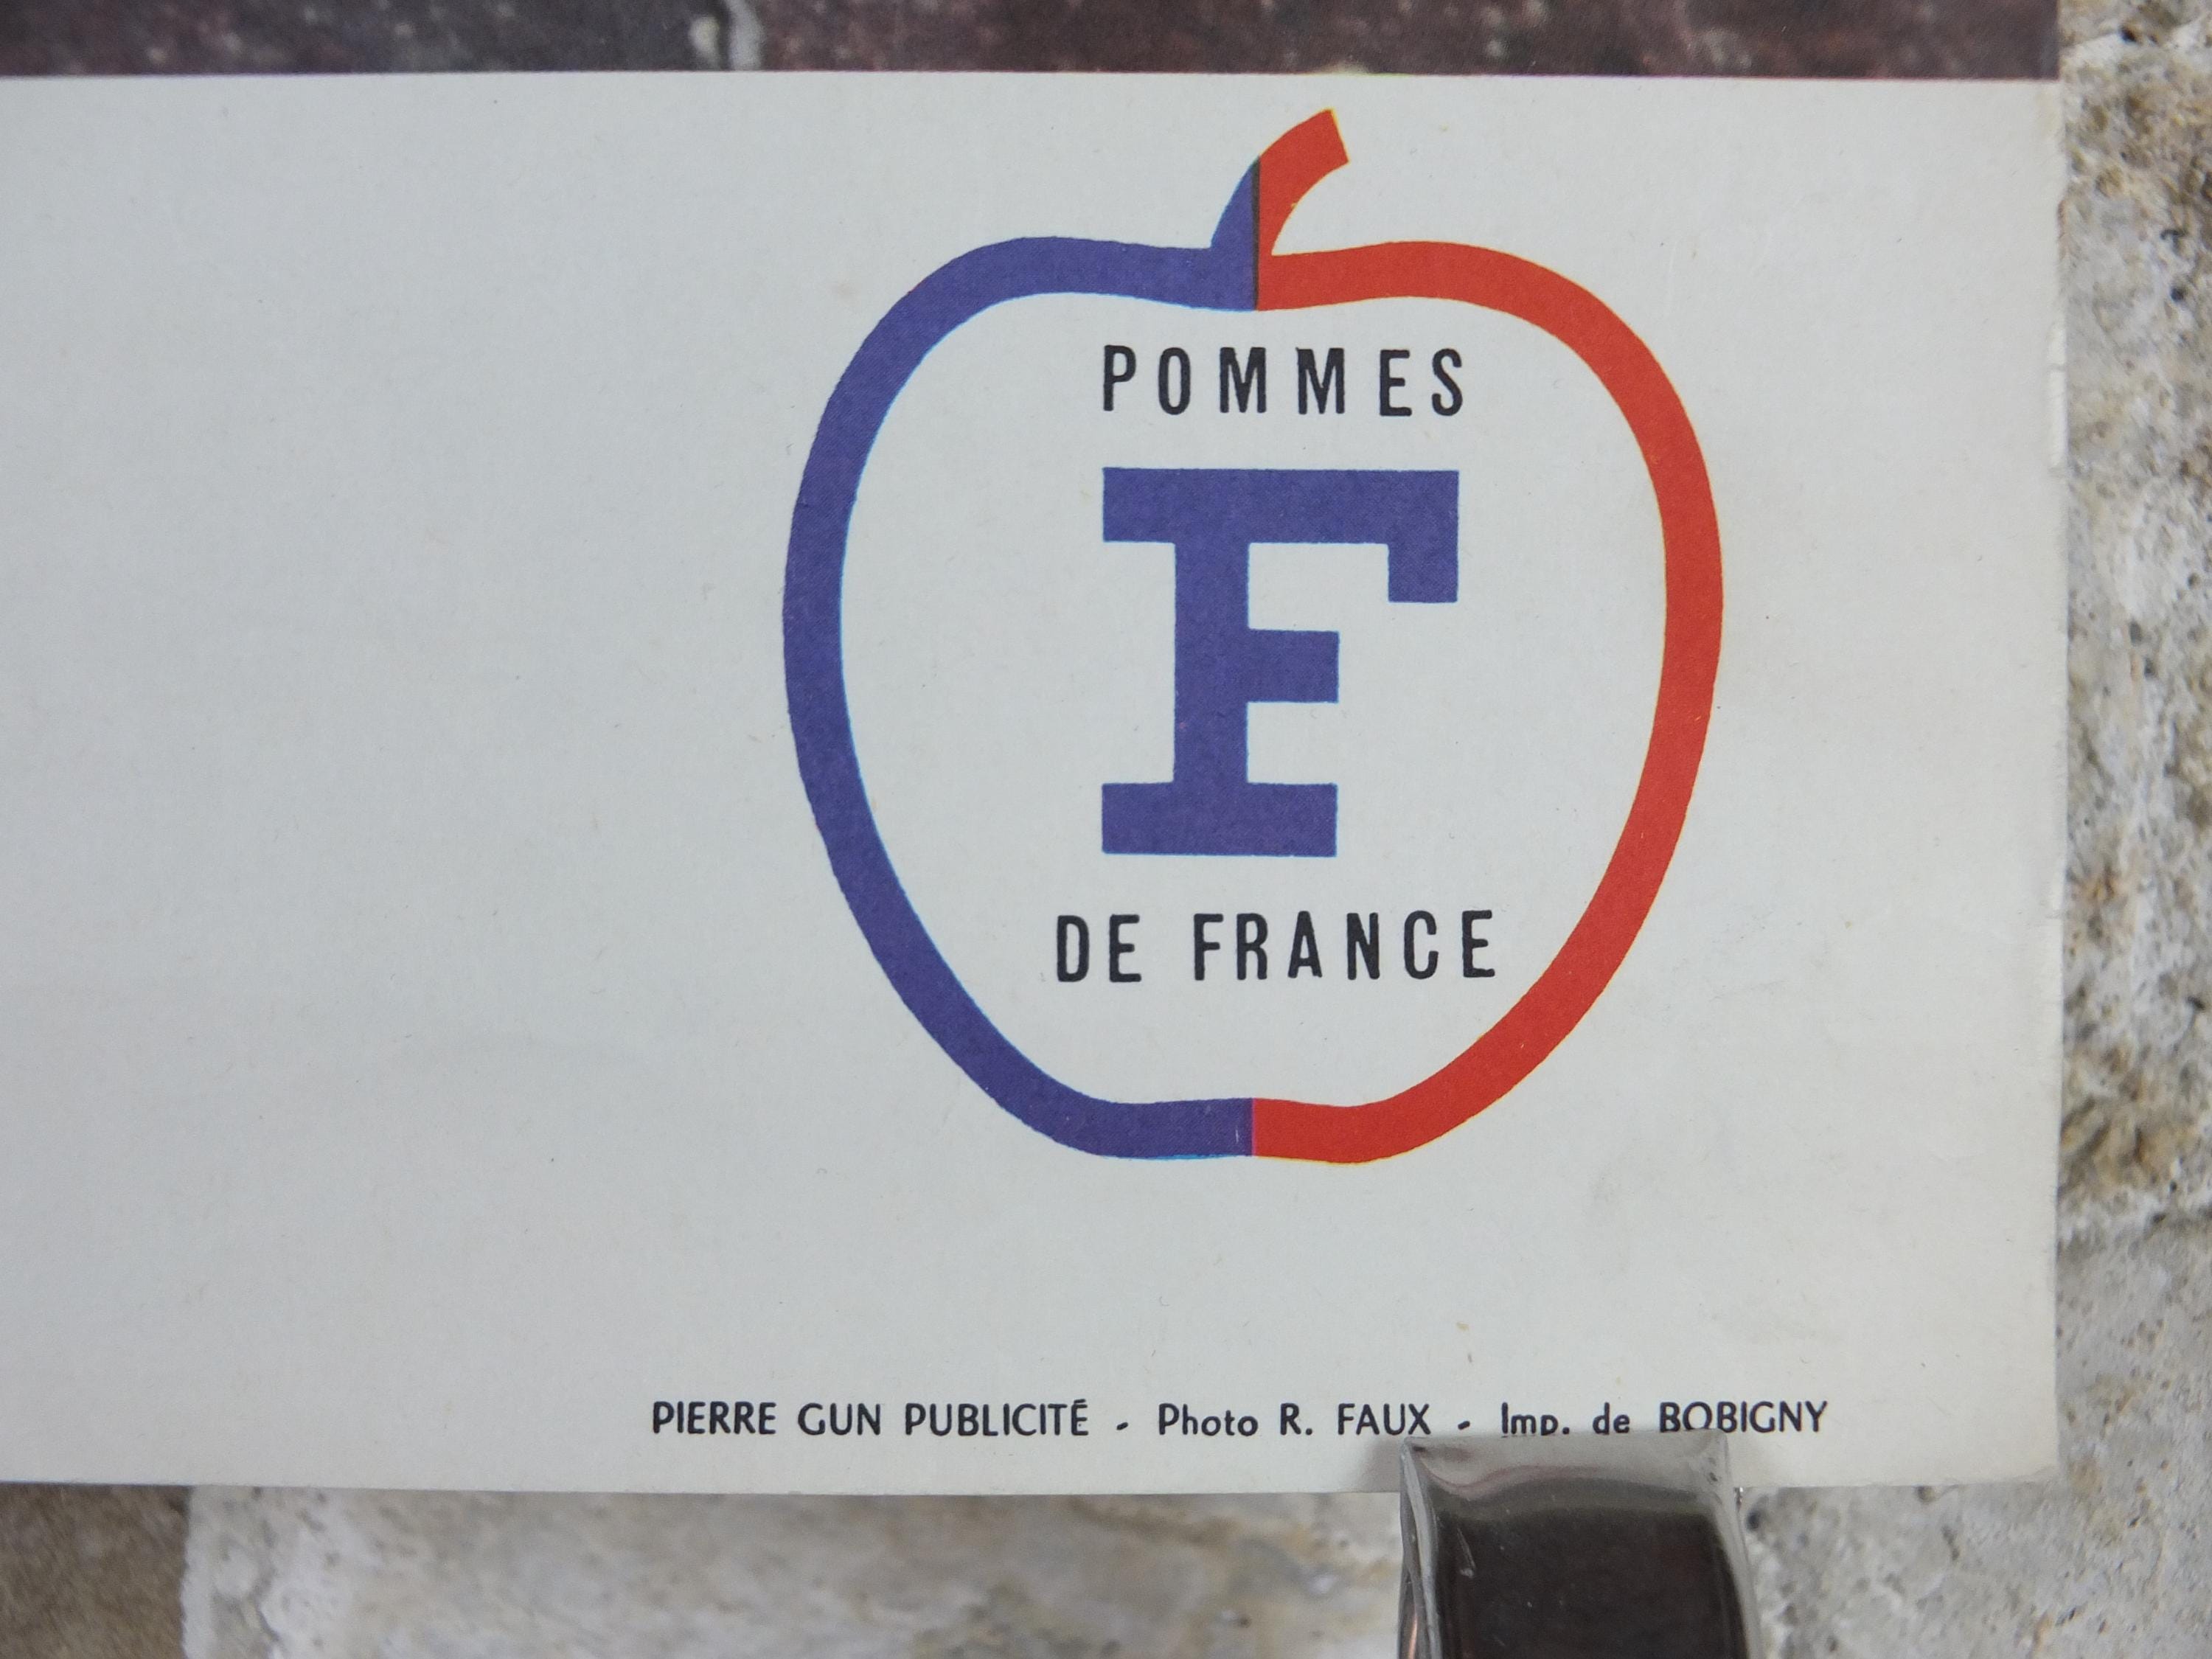 POMMES
F
DE FRANCE
PIERRE GUN PUBLICITÉ - Photo R. FAUX - Imp. de BOBIGNY